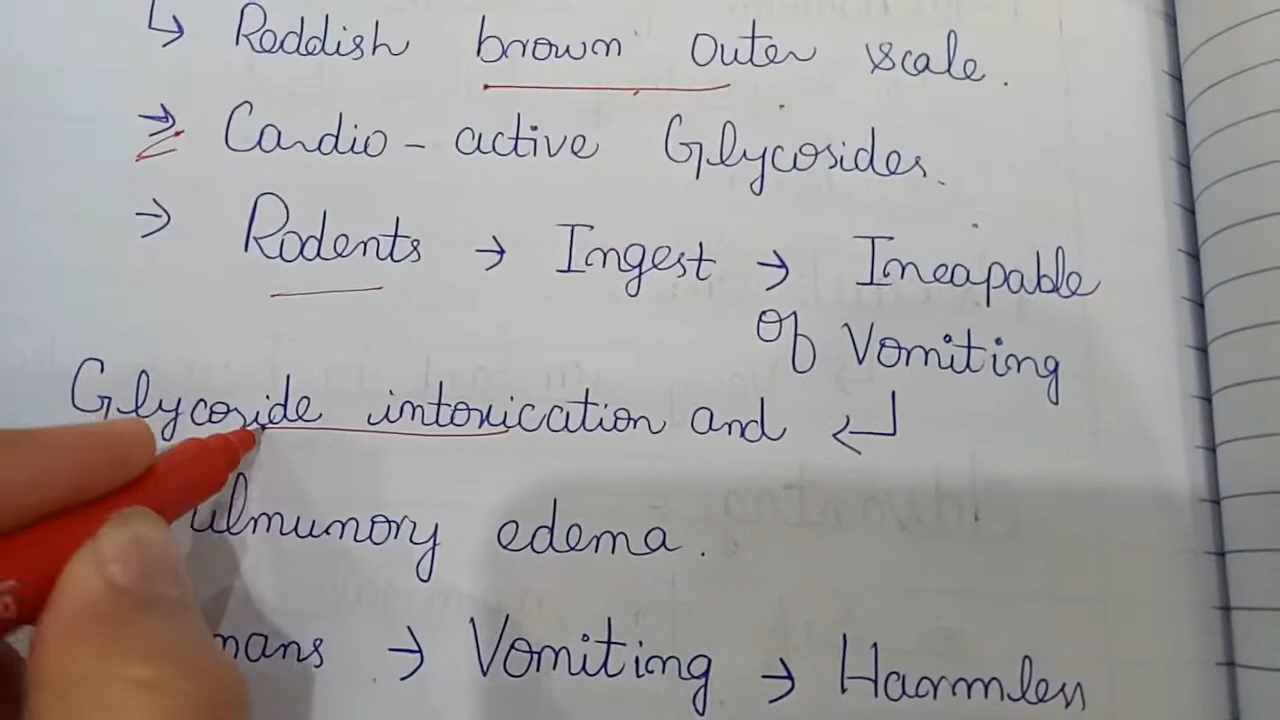 ↳ Reddish brown outer scale.
→ Cardio - active Glycosides.
→ Rodents → Ingest → Incapable
of Vomiting
Glycoside intoxication and ↵
ulmunory edema.
mans → Vomiting → Harmless